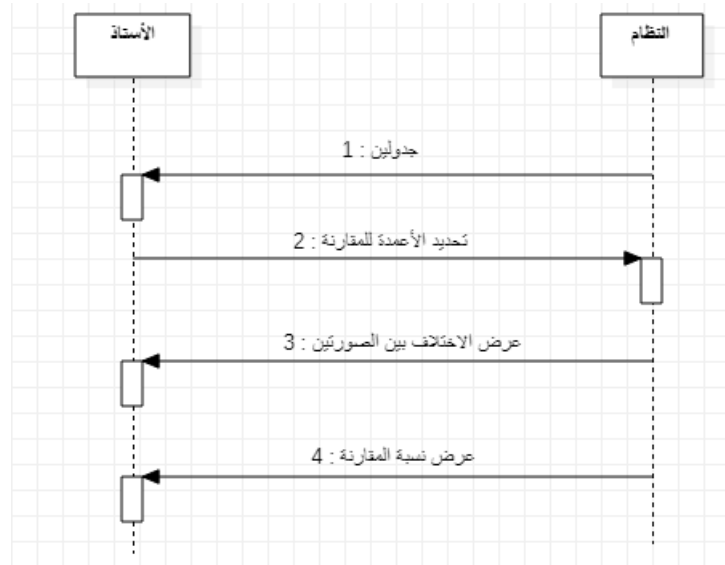 الأستاذ
النظام
1 : جدولين
2 : تحديد الأعمدة للمقارنة
3 : عرض الاختلاف بين الصورتين
4 : عرض نسبة المقارنة